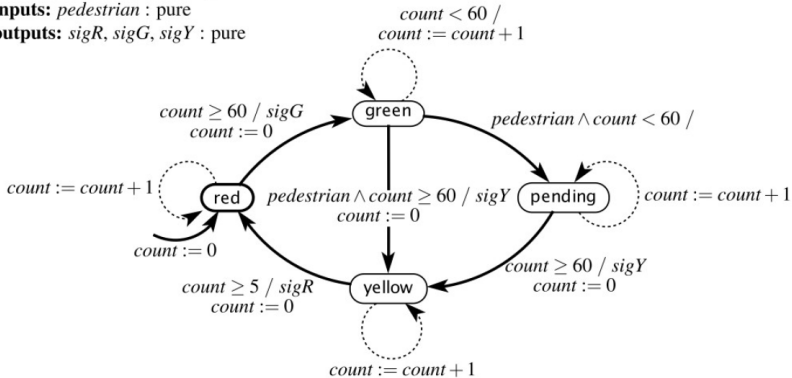 inputs: pedestrian : pure
outputs: sigR, sigG, sigY : pure
count < 60 /
count := count + 1
green
count ≥ 60 / sigG
count := 0
pedestrian ∧ count < 60 /
count := count + 1
red
pedestrian ∧ count ≥ 60 / sigY
count := 0
pending
count := count + 1
count := 0
count ≥ 5 / sigR
count := 0
yellow
count ≥ 60 / sigY
count := 0
count := count + 1